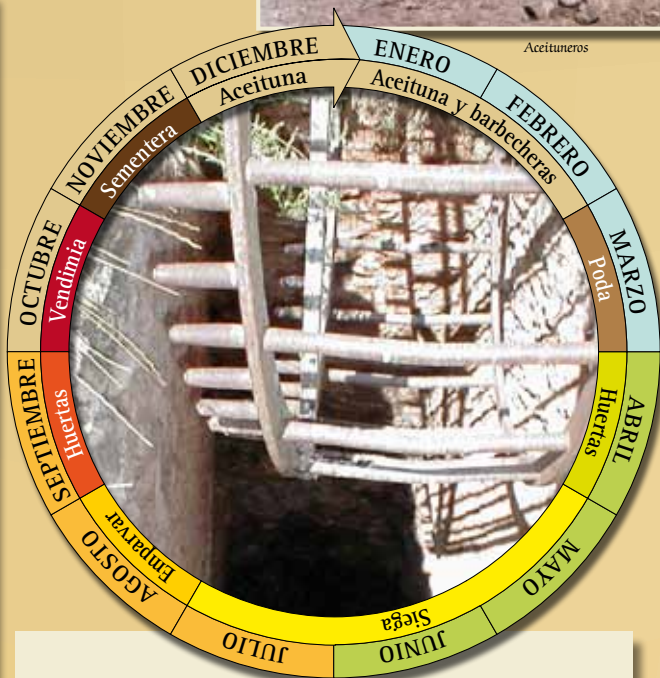 Aceituneros
ENERO
FEBRERO
MARZO
ABRIL
MAYO
JUNIO
JULIO
AGOSTO
SEPTIEMBRE
OCTUBRE
NOVIEMBRE
DICIEMBRE
Aceituna y barbecheras
Poda
Huertas
Siega
Emparvar
Huertas
Vendimia
Sementera
Aceituna